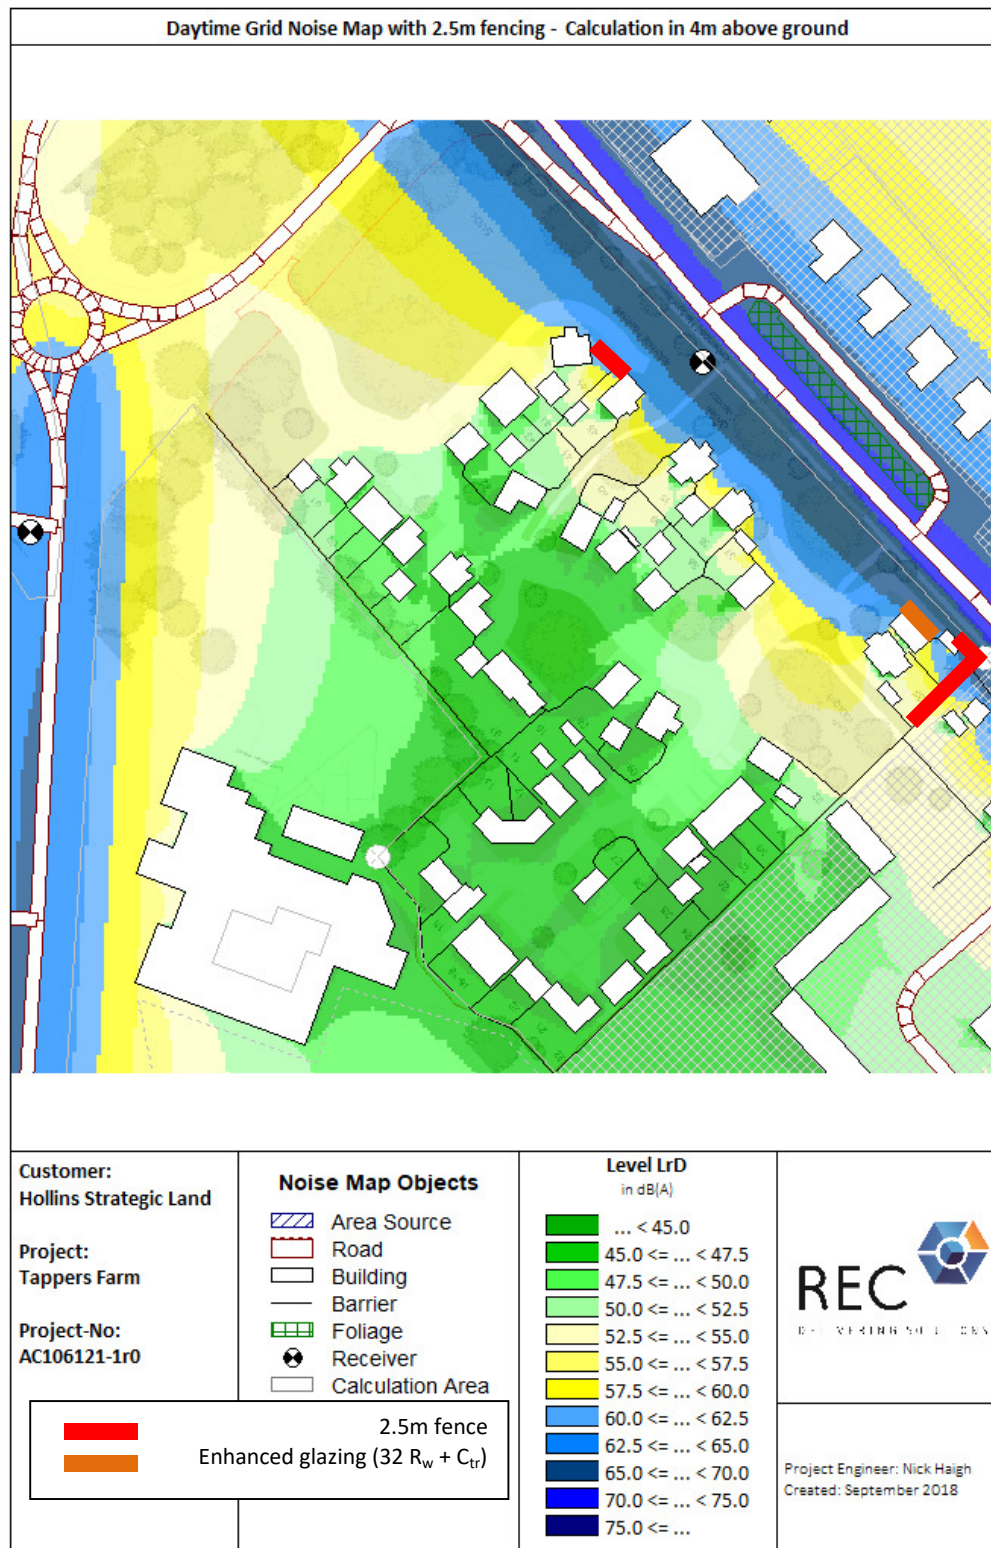 Daytime Grid Noise Map with 2.5m fencing - Calculation in 4m above ground
Customer:
Hollins Strategic Land
Project:
Tappers Farm
Project-No:
AC106121-1r0
Noise Map Objects
Area Source
Road
Building
Barrier
Foliage
Receiver
Calculation Area
2.5m fence
Enhanced glazing (32 Rw + Ctr)
Level LrD
in dB(A)
... < 45.0
45.0 <= ... < 47.5
47.5 <= ... < 50.0
50.0 <= ... < 52.5
52.5 <= ... < 55.0
55.0 <= ... < 57.5
57.5 <= ... < 60.0
60.0 <= ... < 62.5
62.5 <= ... < 65.0
65.0 <= ... < 70.0
70.0 <= ... < 75.0
75.0 <= ...
REC
Project Engineer: Nick Haigh
Created: September 2018